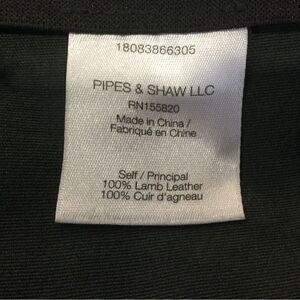 18083866305
PIPES & SHAW LLC
RN155820
Made in China /
Fabriqué en Chine
Self / Principal
100% Lamb Leather
100% Cuir d'agneau